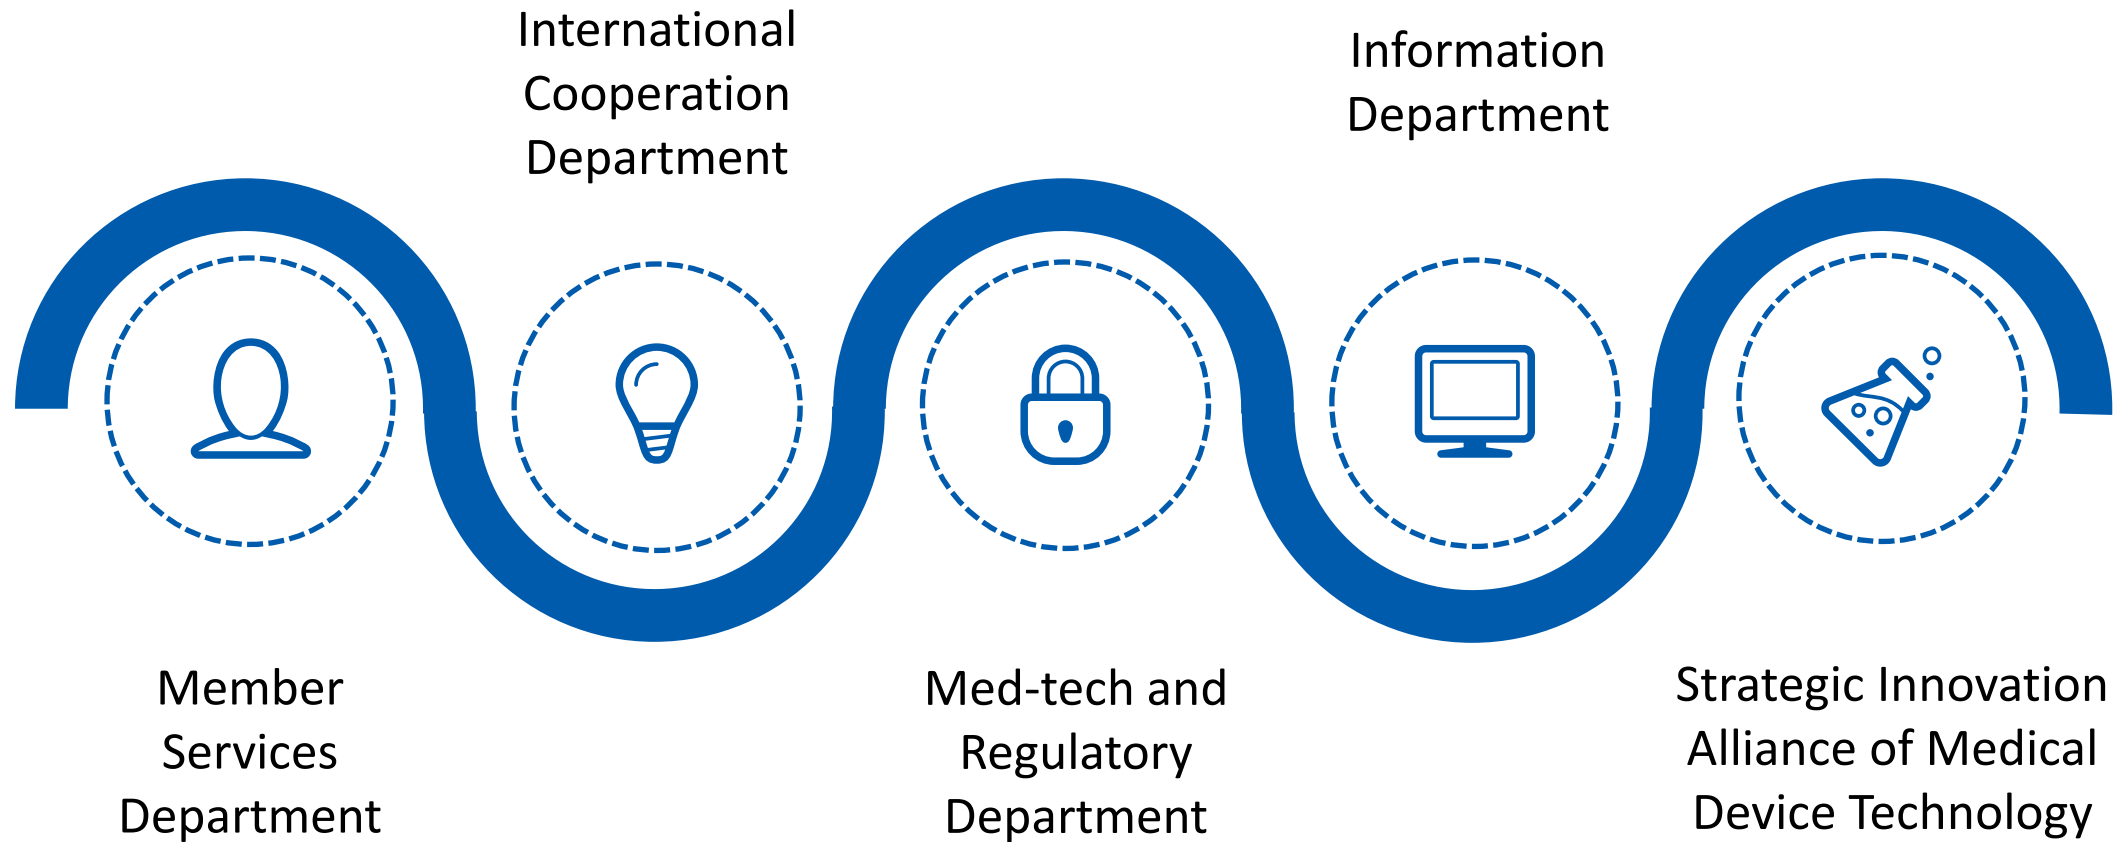 International
Cooperation
Department
Information
Department
Member
Services
Department
Med-tech and
Regulatory
Department
Strategic Innovation
Alliance of Medical
Device Technology